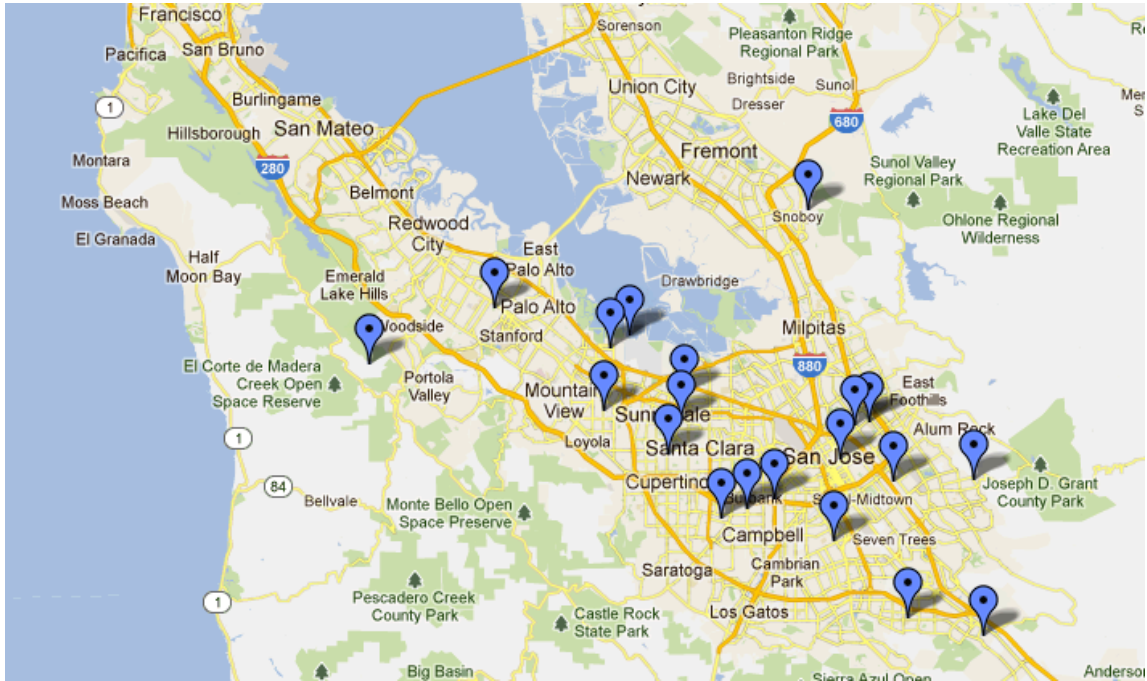 Francisco
San Bruno
Pacifica
1
Burlingame
Hillsborough
San Mateo
280
Montara
Belmont
Moss Beach
El Granada
Redwood
City
Half
Moon Bay
Emerald
Lake Hills
East
Palo Alto
Palo Alto
Stanford
Woodside
El Corte de Madera
Creek Open
Space Reserve
Portola
Valley
Mountain
View
Loyola
1
84
Bellvale
Monte Bello Open
Space Preserve
1
Pescadero Creek
County Park
Castle Rock
State Park
Big Basin
Sorenson
Pleasanton Ridge
Regional Park
Union City
Brightside
Sunol
Dresser
680
Lake Del
Valle State
Recreation Area
Fremont
Newark
Sunol Valley
Regional Park
Snoboy
Ohlone Regional
Wilderness
Drawbridge
Milpitas
880
East
Foothills
Alum Rock
Santa Clara
San Jose
Cupertino
Joseph D. Grant
County Park
Campbell
Seven Trees
Cambrian
Park
Saratoga
Los Gatos
Sierra Azul Open